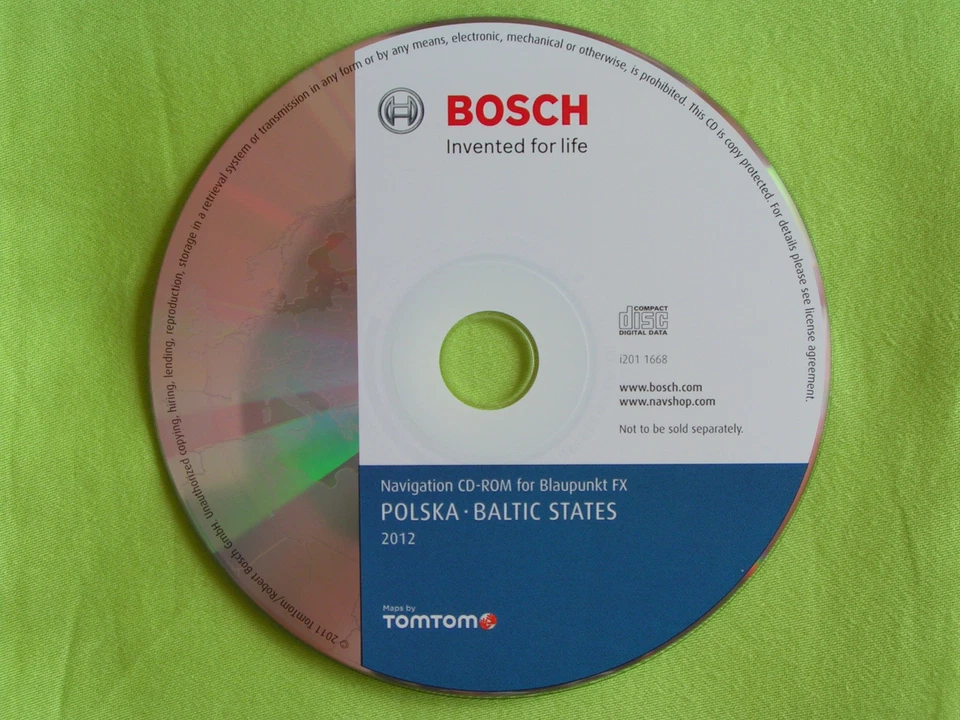 © 2011 TomTom/Robert Bosch GmbH. Unauthorized copying, hiring, lending, reproduction, storage in a retrieval system or transmission in any form or by any means, electronic, mechanical or otherwise, is prohibited. This CD is copy protected. For details please see license agreement.
BOSCH
Invented for life
COMPACT
disc
DIGITAL DATA
i201 1668
www.bosch.com
www.navshop.com
Not to be sold separately.
Navigation CD-ROM for Blaupunkt FX
POLSKA · BALTIC STATES
2012
Maps by
TOMTOM